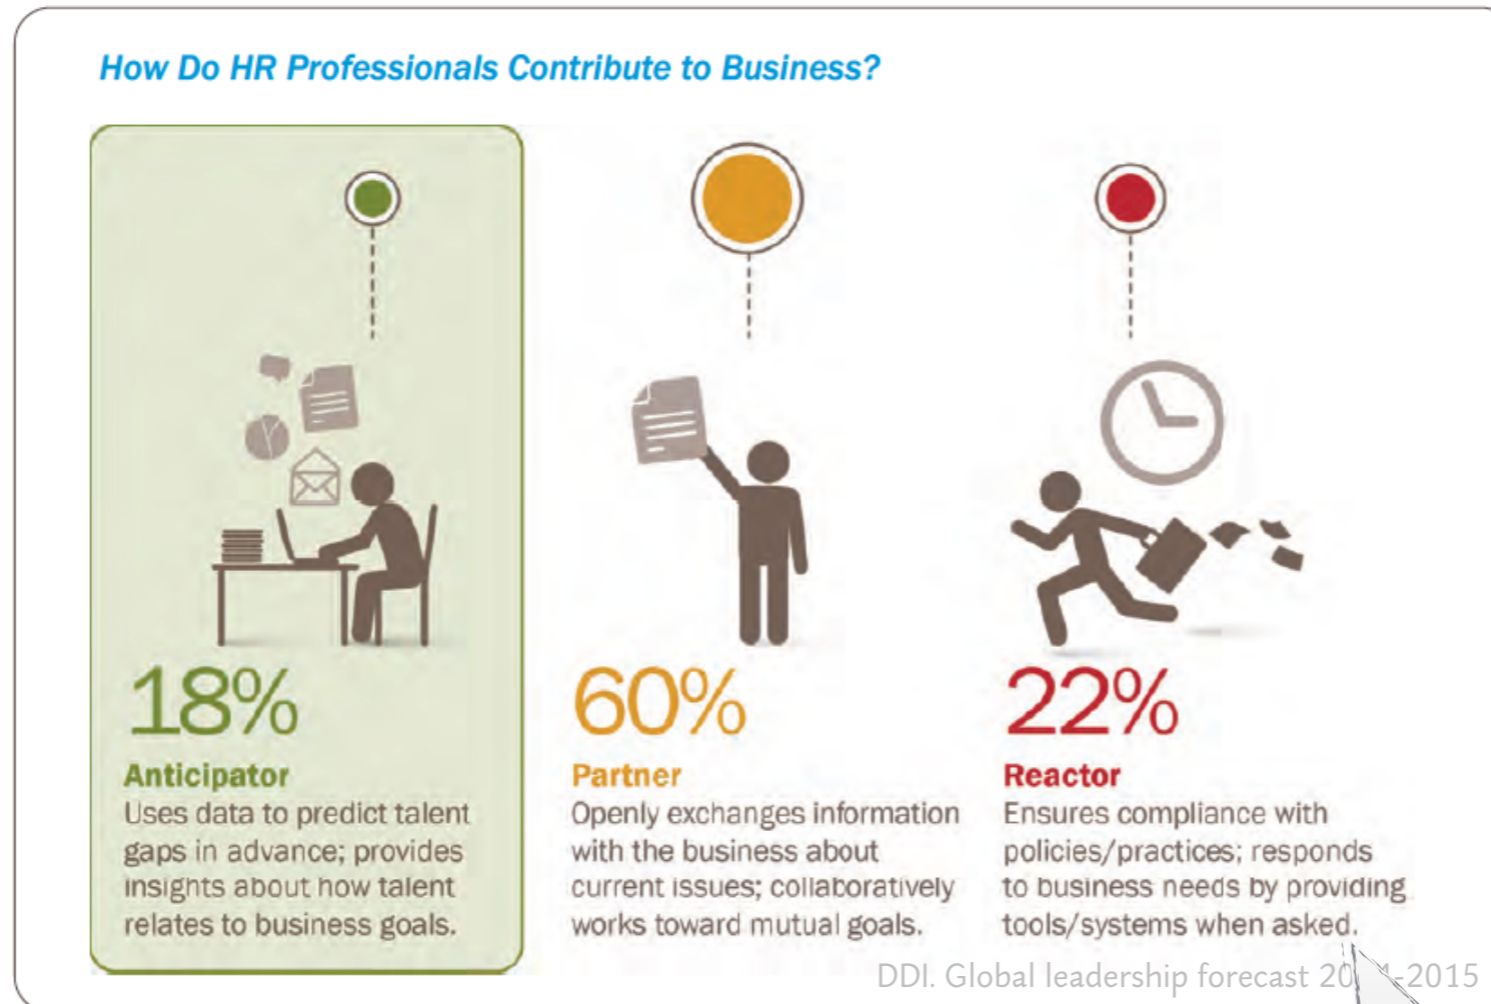 How Do HR Professionals Contribute to Business?
18%
Anticipator
Uses data to predict talent
gaps in advance; provides
insights about how talent
relates to business goals.
60%
Partner
Openly exchanges information
with the business about
current issues; collaboratively
works toward mutual goals.
22%
Reactor
Ensures compliance with
policies/practices; responds
to business needs by providing
tools/systems when asked.
DDI. Global leadership forecast